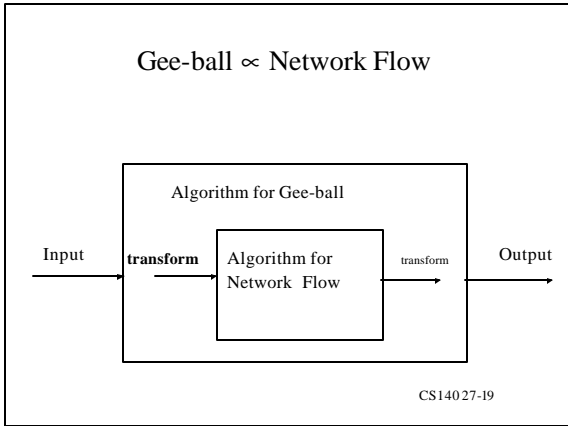 Gee-ball ∝ Network Flow
Algorithm for Gee-ball
Input
transform
Algorithm for
Network Flow
transform
Output
CS140 27-19